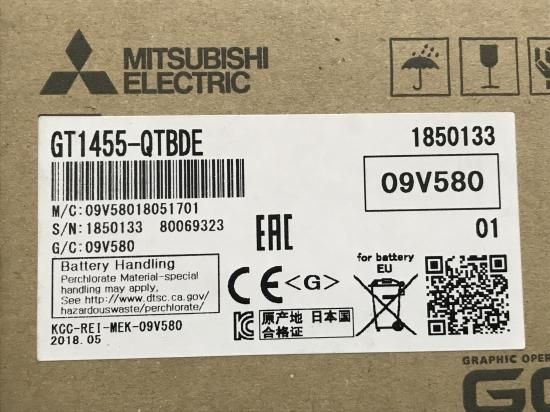 MITSUBISHI
ELECTRIC
GT1455-QTBDE
1850133
M/C:09V58018051701
09V580
S/N:1850133 80069323
G/C:09V580
EAC
01
Battery Handling
Perchlorate Material-special
handling may apply,
See http://www.dtsc.ca.gov/
hazardouswaste/perchlorate/
CE <G>
for battery
EU
KCC-REI-MEK-09V580
2018.05
原产地 日本国
合格证
GRAPHIC OPER
GO